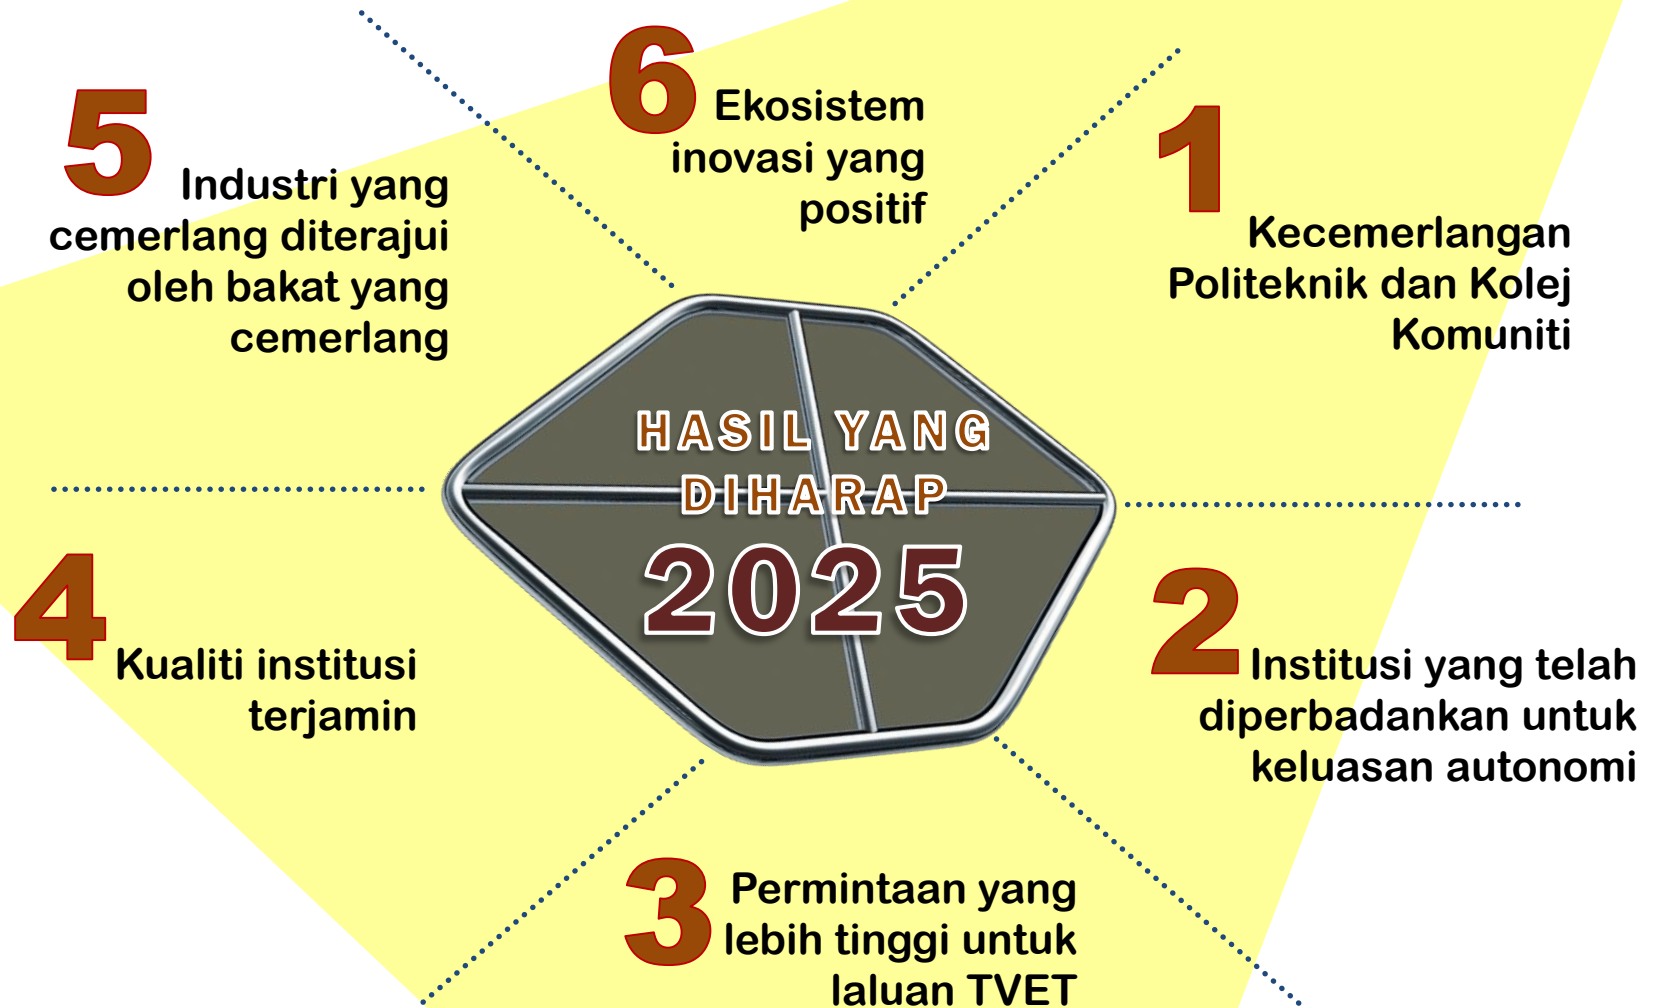 HASIL YANG
DIHARAP
2025
1
Kecemerlangan
Politeknik dan Kolej
Komuniti
2
Institusi yang telah
diperbadankan untuk
keluasan autonomi
3
Permintaan yang
lebih tinggi untuk
laluan TVET
4
Kualiti institusi
terjamin
5
Industri yang
cemerlang diterajui
oleh bakat yang
cemerlang
6
Ekosistem
inovasi yang
positif